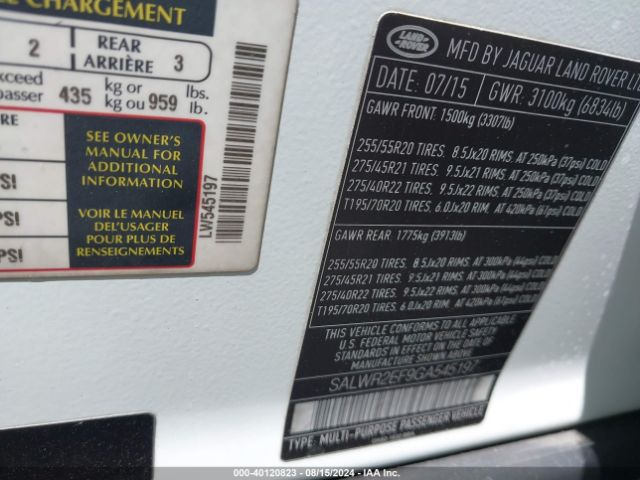 CHARGEMENT
2 REAR ARRIÈRE 3
exceed 435 kg or 959 lbs.
passer kg ou lb.
SEE OWNER'S
MANUAL FOR
ADDITIONAL
INFORMATION
VOIR LE MANUEL
DEL'USAGER
POUR PLUS DE
RENSEIGNEMENTS
LW545197
LAND ROVER
MFD BY JAGUAR LAND ROVER
DATE: 07/15 GWR: 3100kg (6834lb)
GAWR FRONT: 1500kg (3307lb)
255/55R20 TIRES. 8.5Jx20 RIMS. AT 250kPa (37psi) COLD
275/45R21 TIRES. 9.5Jx21 RIMS. AT 250kPa (37psi) COLD
275/40R22 TIRES. 9.5Jx22 RIMS. AT 250kPa (37psi) COLD
T195/70R20 TIRES. 6.0Jx20 RIM. AT 420kPa (61psi) COLD
GAWR REAR: 1775kg (3913lb)
255/55R20 TIRES. 8.5Jx20 RIMS. AT 300kPa (44psi) COLD
275/45R21 TIRES. 9.5Jx21 RIMS. AT 300kPa (44psi) COLD
275/40R22 TIRES. 9.5Jx22 RIMS. AT 300kPa (44psi) COLD
T195/70R20 TIRES. 6.0Jx20 RIM. AT 420kPa (61psi) COLD
THIS VEHICLE CONFORMS TO ALL APPLICABLE
U.S. FEDERAL MOTOR VEHICLE SAFETY
STANDARDS IN EFFECT ON THE DATE OF
MANUFACTURE SHOWN ABOVE.
SALWR2EF9GA545197
TYPE: MULTI-PURPOSE PASSENGER VEHICLE
000-40120823 - 08/15/2024 - IAA Inc.